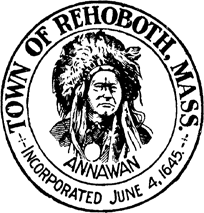 TOWN OF REHOBOTH, MASS.
ANNAWAN
INCORPORATED JUNE 4, 1645.